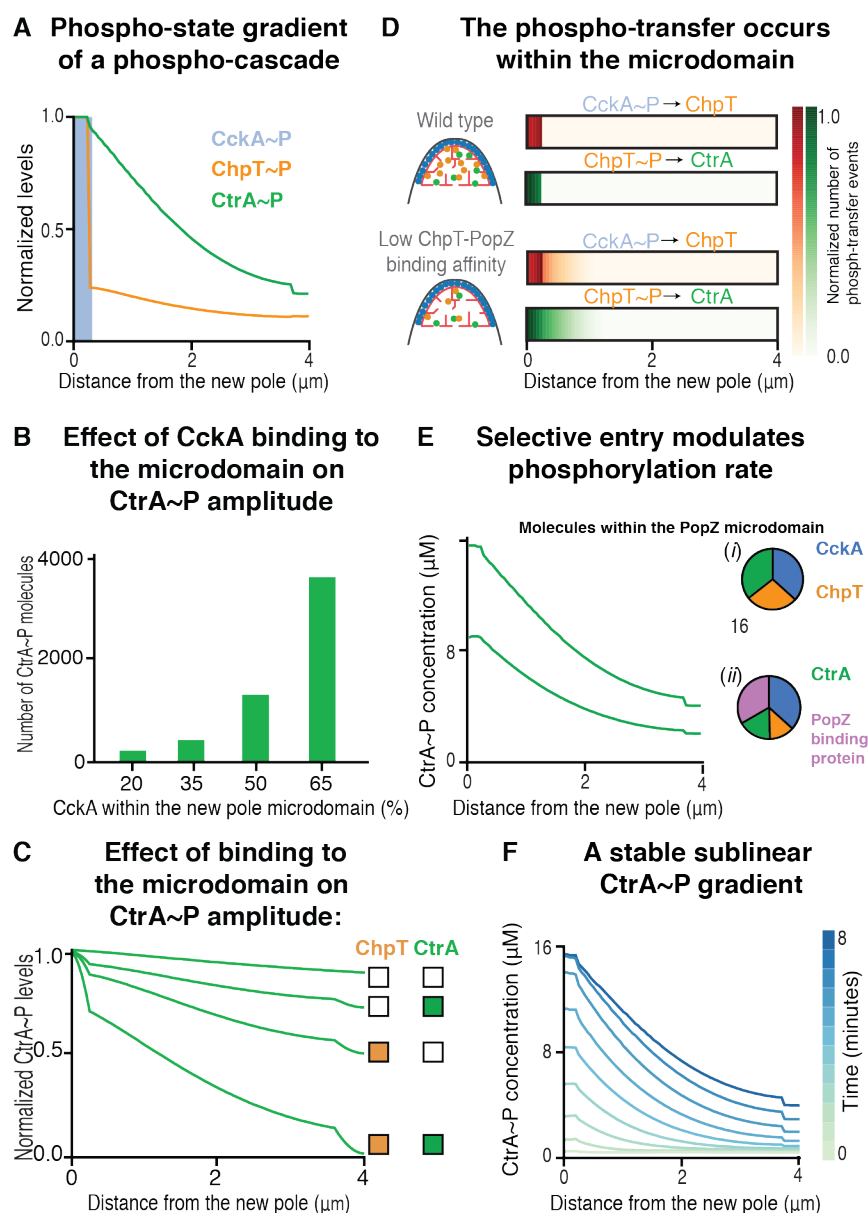 A Phospho-state gradient
of a phospho-cascade
Normalized levels
1.0
0.5
0.0
CckA~P
ChpT~P
CtrA~P
0 2 4
Distance from the new pole (µm)
B Effect of CckA binding to
the microdomain on
CtrA~P amplitude
Number of CtrA~P molecules
4000
2000
0
20 35 50 65
CckA within the new pole microdomain (%)
C Effect of binding to
the microdomain on
CtrA~P amplitude:
ChpT CtrA
Normalized CtrA~P levels
1.0
0.5
0.0
0 2 4
Distance from the new pole (µm)
D The phospho-transfer occurs
within the microdomain
Wild type
CckA~P→ChpT
ChpT~P→CtrA
Low ChpT-PopZ
binding affinity
CckA~P→ChpT
ChpT~P→CtrA
0 2 4
Distance from the new pole (µm)
1.0
0.0
Normalized number of
phosph-transfer events
E Selective entry modulates
phosphorylation rate
Molecules within the PopZ microdomain
CtrA~P concentration (µM)
8
0
0 2 4
Distance from the new pole (µm)
(i)
CckA
ChpT
16
(ii)
CtrA
PopZ
binding
protein
F A stable sublinear
CtrA~P gradient
CtrA~P concentration (µM)
16
8
0
0 2 4
Distance from the new pole (µm)
8
0
Time (minutes)